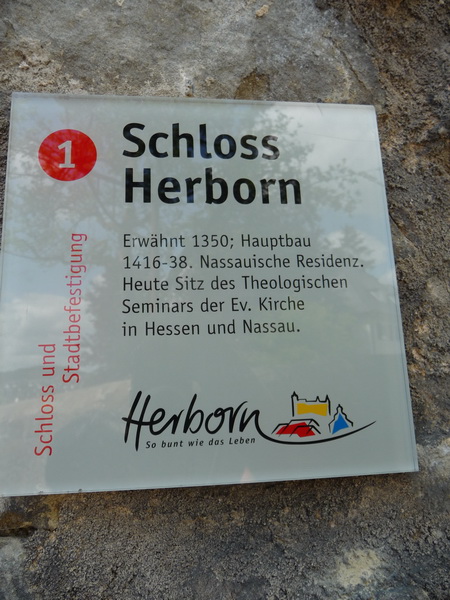 1
Schloss
Herborn
Erwähnt 1350; Hauptbau
1416-38. Nassauische Residenz.
Heute Sitz des Theologischen
Seminars der Ev. Kirche
in Hessen und Nassau.
Schloss und
Stadtbefestigung
Herborn
So bunt wie das Leben